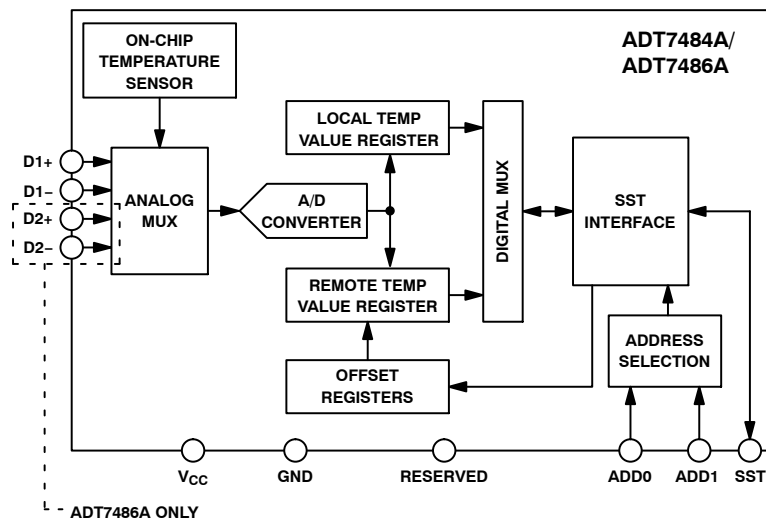 ON-CHIP
TEMPERATURE
SENSOR
ADT7484A/
ADT7486A
LOCAL TEMP
VALUE REGISTER
D1+
D1−
D2+
D2−
ANALOG
MUX
A/D
CONVERTER
DIGITAL MUX
SST
INTERFACE
REMOTE TEMP
VALUE REGISTER
ADDRESS
SELECTION
OFFSET
REGISTERS
VCC
GND
RESERVED
ADD0
ADD1
SST
ADT7486A ONLY